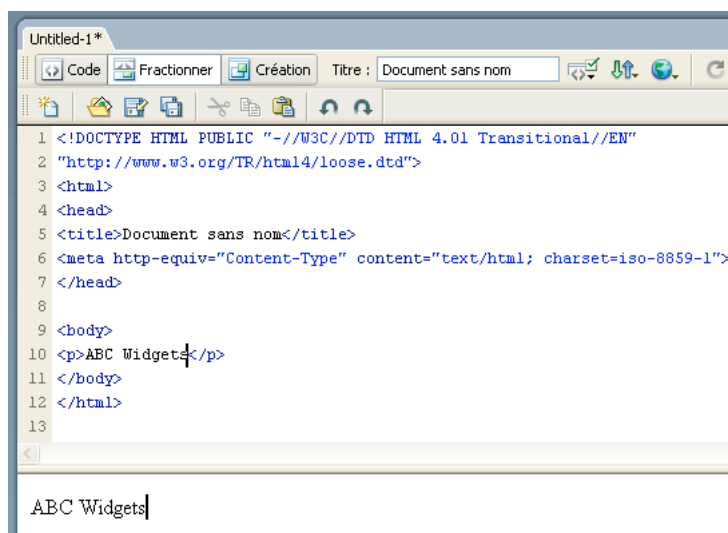 Untitled-1*
Code Fractionner Création Titre : Document sans nom
1 <!DOCTYPE HTML PUBLIC "-//W3C//DTD HTML 4.01 Transitional//EN"
2 "http://www.w3.org/TR/html4/loose.dtd">
3 <html>
4 <head>
5 <title>Document sans nom</title>
6 <meta http-equiv="Content-Type" content="text/html; charset=iso-8859-1">
7 </head>
8
9 <body>
10 <p>ABC Widgets</p>
11 </body>
12 </html>
13
ABC Widgets